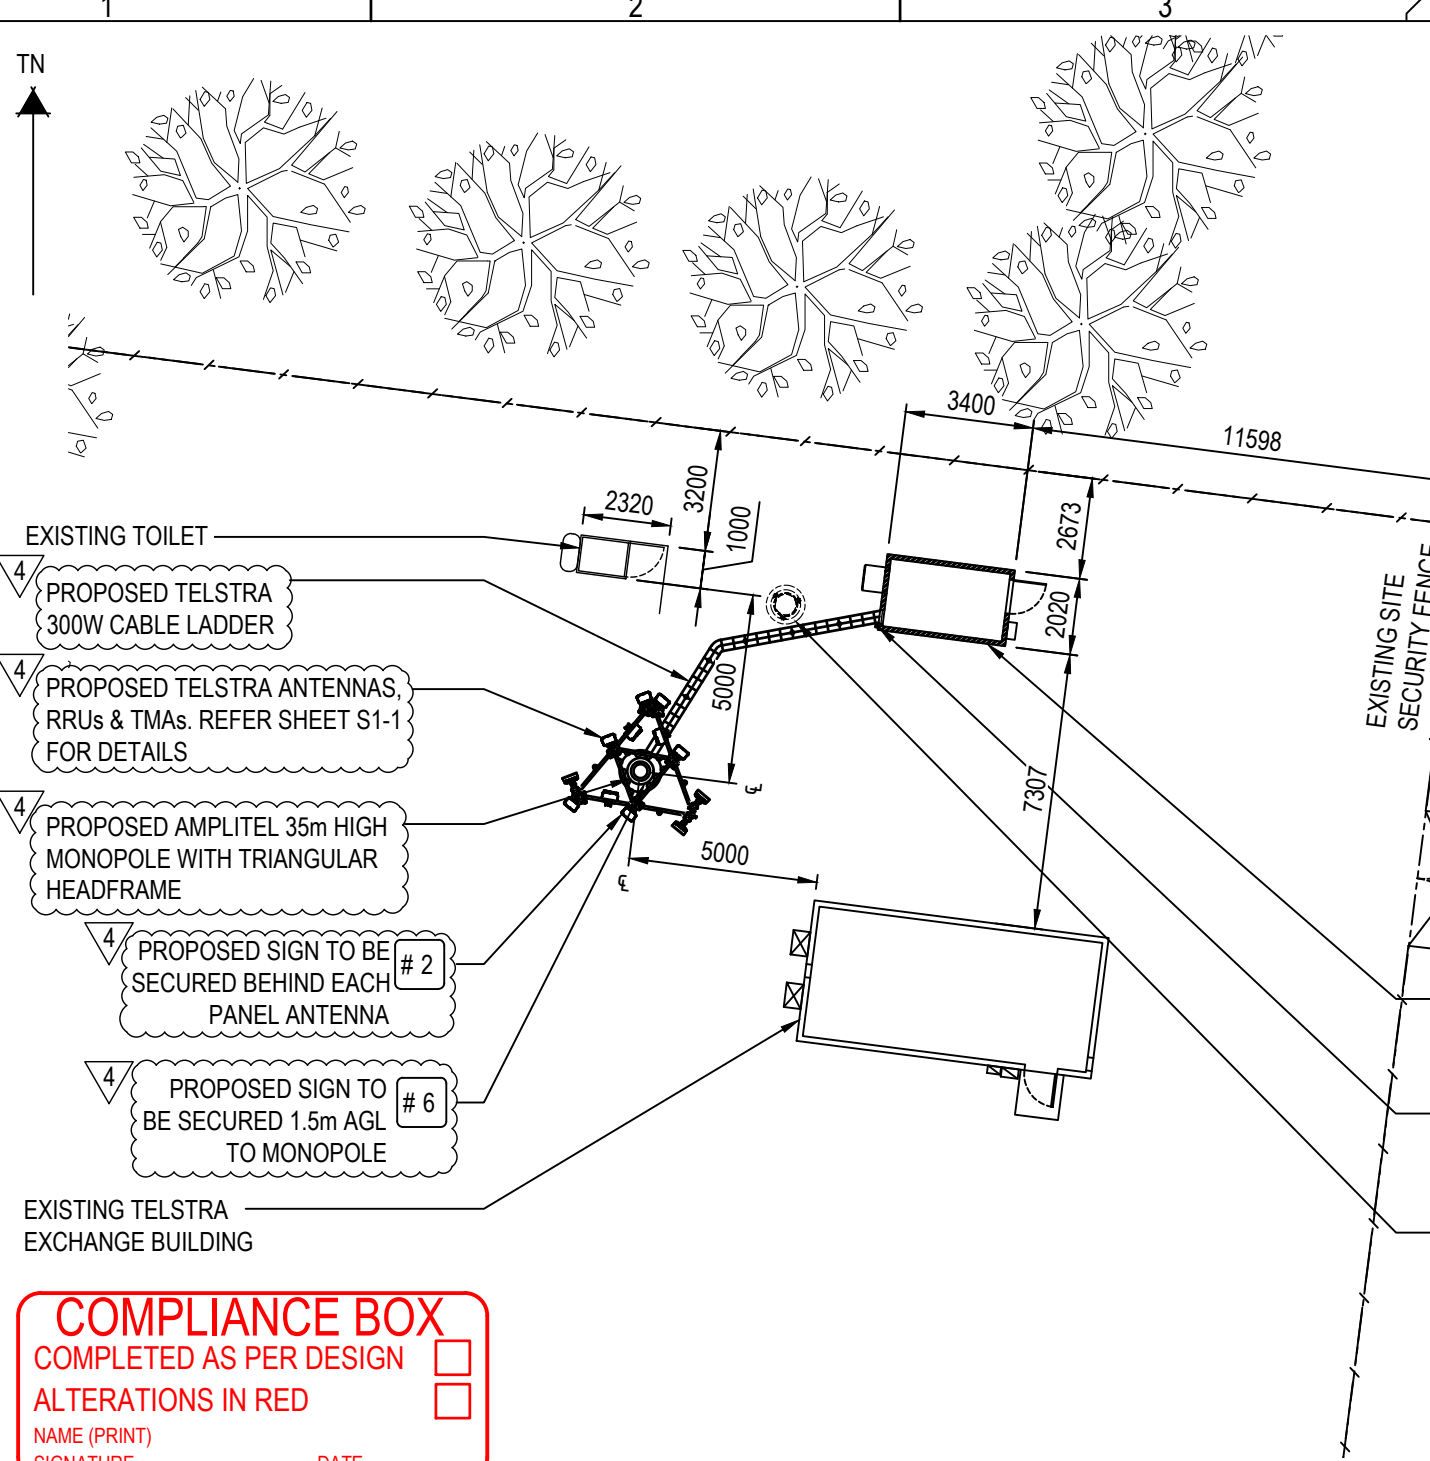 1
2
3
TN
3400
11598
3200
2320
1000
2673
EXISTING TOILET
4
PROPOSED TELSTRA
300W CABLE LADDER
2020
EXISTING SITE
SECURITY FENCE
4
PROPOSED TELSTRA ANTENNAS,
RRUs & TMAs. REFER SHEET S1-1
FOR DETAILS
5000
7307
4
PROPOSED AMPLITEL 35m HIGH
MONOPOLE WITH TRIANGULAR
HEADFRAME
5000
4
PROPOSED SIGN TO BE
SECURED BEHIND EACH
PANEL ANTENNA
# 2
4
PROPOSED SIGN TO
BE SECURED 1.5m AGL
TO MONOPOLE
# 6
EXISTING TELSTRA
EXCHANGE BUILDING
COMPLIANCE BOX
COMPLETED AS PER DESIGN
ALTERATIONS IN RED
NAME (PRINT)
SIGNATURE DATE